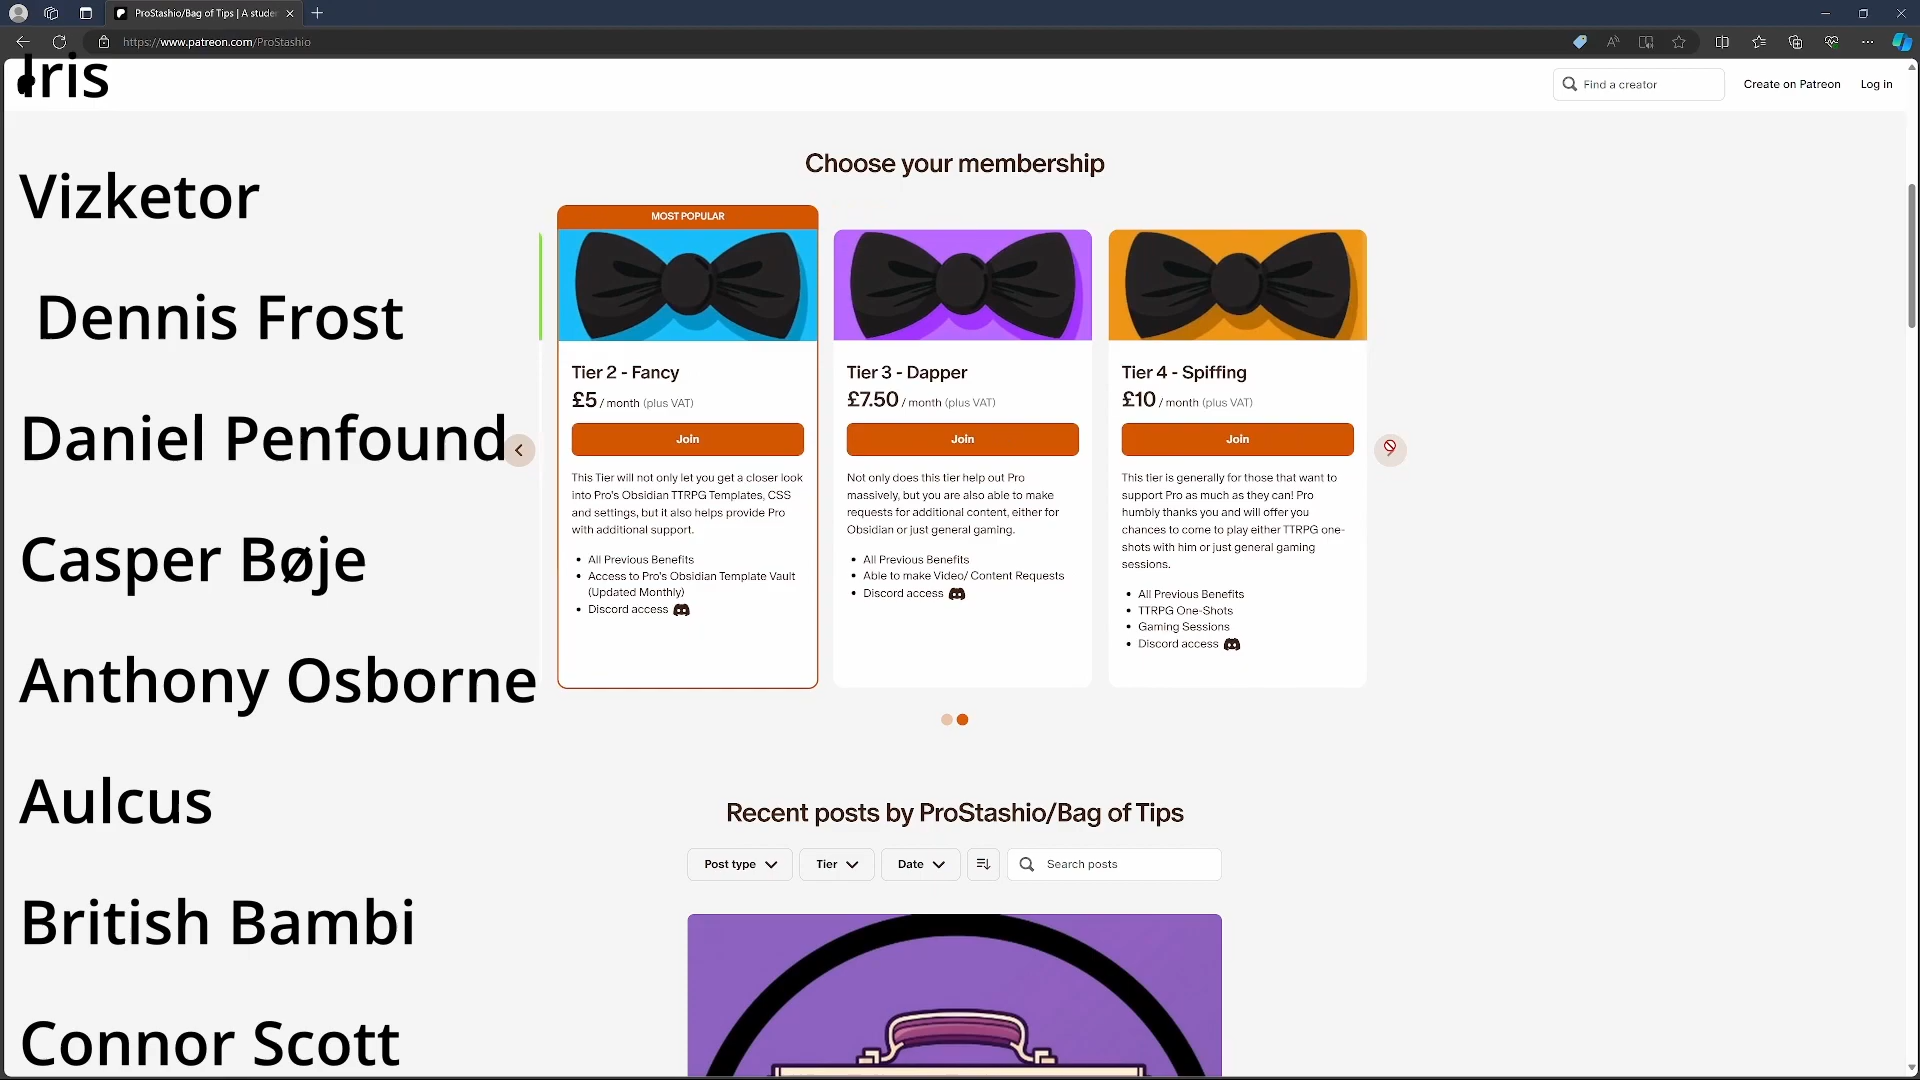 ProStashio/Bag of Tips | A stude
https://www.patreon.com/ProStashio
Iris
Find a creator
Create on Patreon
Log in
Choose your membership
Vizketor
Dennis Frost
Daniel Penfound
Casper Bøje
Anthony Osborne
Aulcus
British Bambi
Connor Scott
MOST POPULAR
Tier 2 - Fancy
£5 / month (plus VAT)
Join
This Tier will not only let you get a closer look
into Pro's Obsidian TTRPG Templates, CSS
and settings, but it also helps provide Pro
with additional support.
All Previous Benefits
Access to Pro's Obsidian Template Vault
(Updated Monthly)
Discord access
Tier 3 - Dapper
£7.50 / month (plus VAT)
Join
Not only does this tier help out Pro
massively, but you are also able to make
requests for additional content, either for
Obsidian or just general gaming.
All Previous Benefits
Able to make Video/ Content Requests
Discord access
Tier 4 - Spiffing
£10 / month (plus VAT)
Join
This tier is generally for those that want to
support Pro as much as they can! Pro
humbly thanks you and will offer you
chances to come to play either TTRPG one-
shots with him or just general gaming
sessions.
All Previous Benefits
TTRPG One-Shots
Gaming Sessions
Discord access
Recent posts by ProStashio/Bag of Tips
Post type
Tier
Date
Search posts